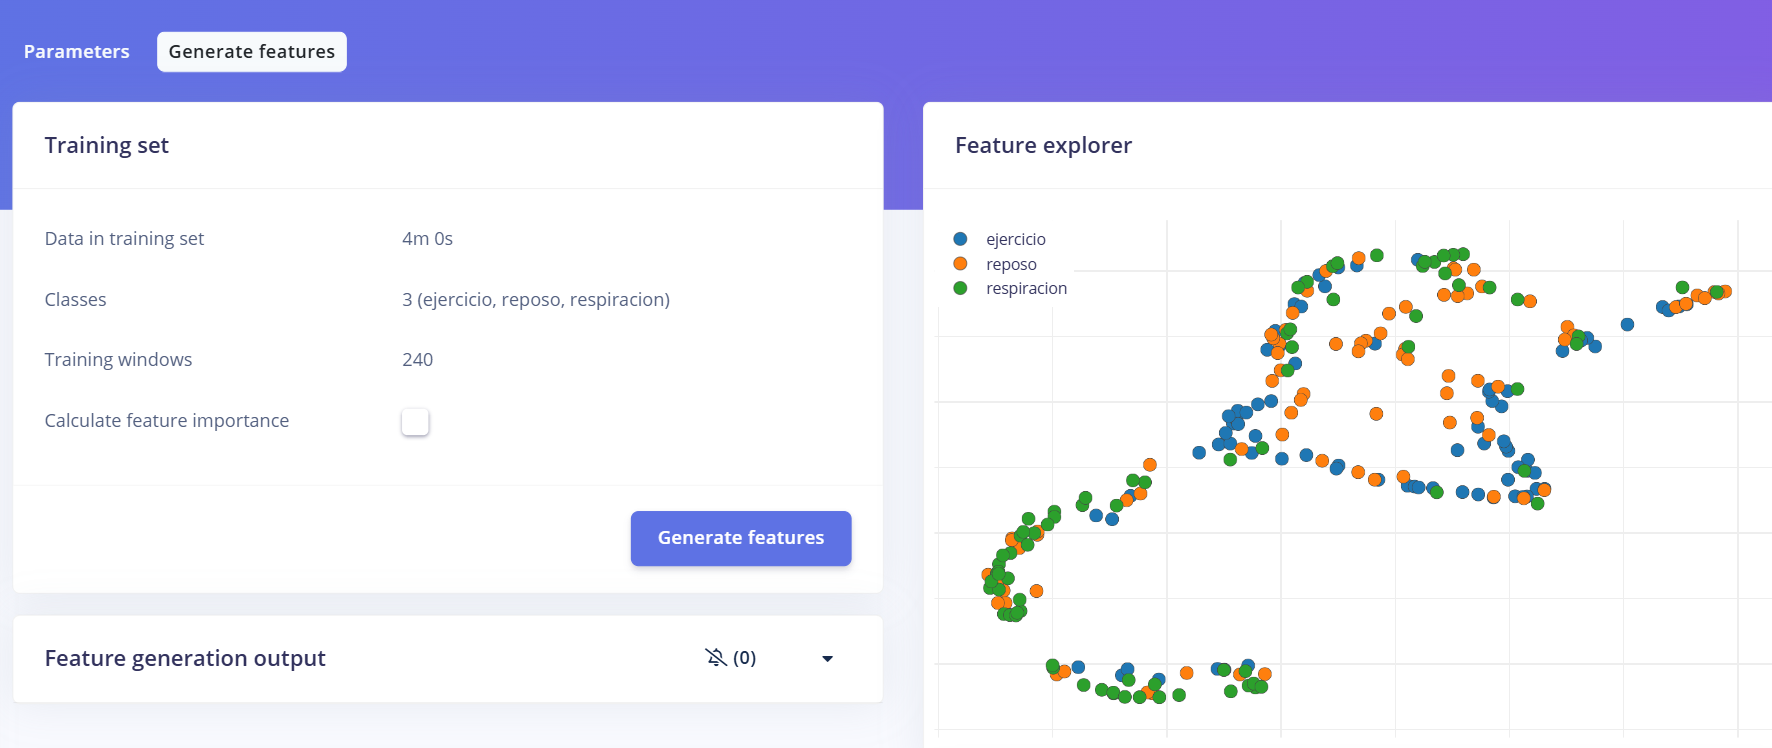 Parameters
Generate features
Training set
Data in training set 4m 0s
Classes 3 (ejercicio, reposo, respiracion)
Training windows 240
Calculate feature importance
Generate features
Feature generation output (0)
Feature explorer
ejercicio
reposo
respiracion